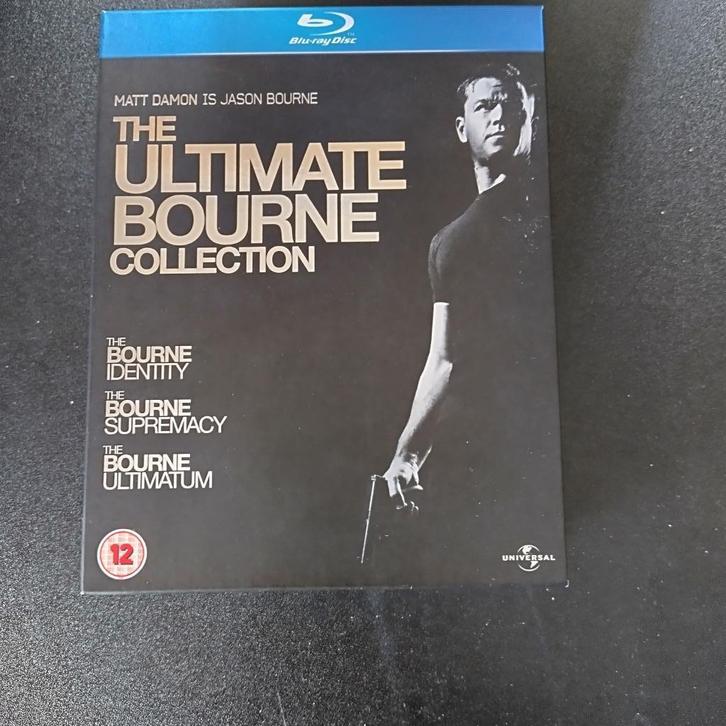 Blu-ray Disc
MATT DAMON IS JASON BOURNE
THE
ULTIMATE
BOURNE
COLLECTION
THE
BOURNE
IDENTITY
THE
BOURNE
SUPREMACY
THE
BOURNE
ULTIMATUM
12
UNIVERSAL